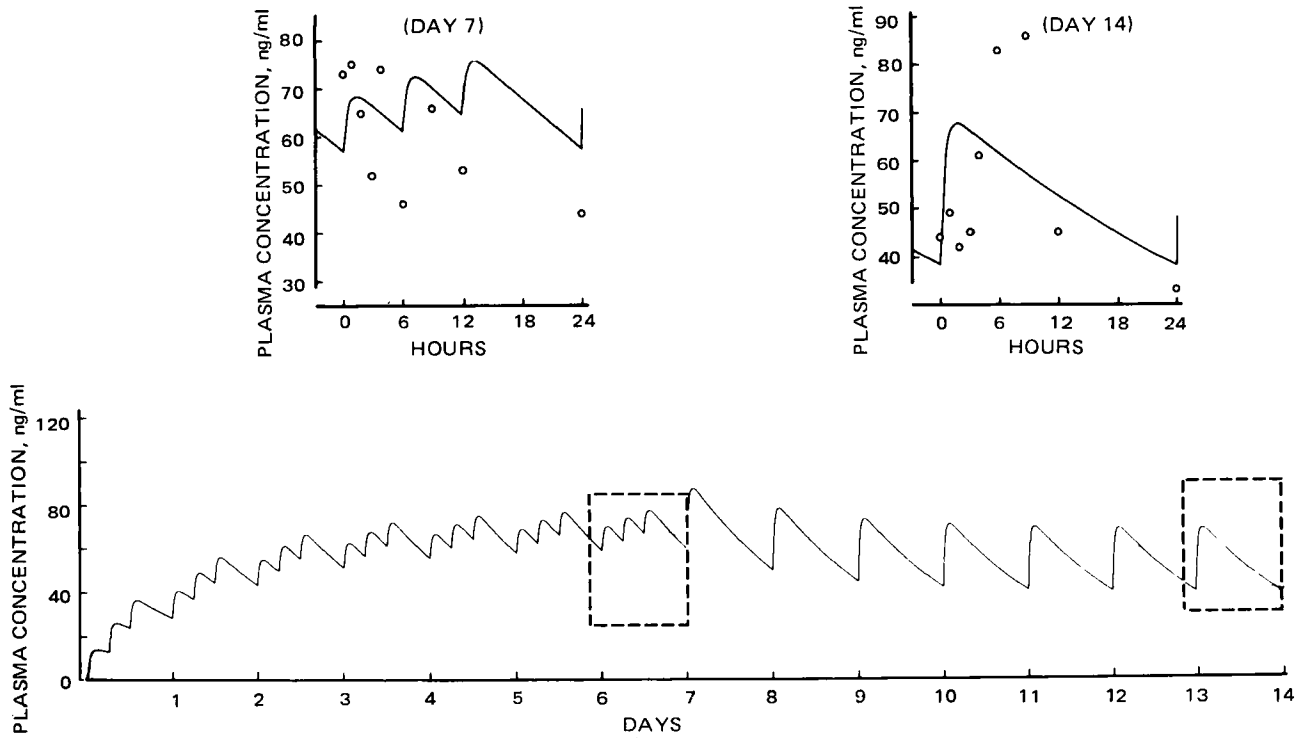 (DAY 7)
PLASMA CONCENTRATION, ng/ml
80
70
60
50
40
30
0 6 12 18 24
HOURS
(DAY 14)
PLASMA CONCENTRATION, ng/ml
90
80
70
60
50
40
0 6 12 18 24
HOURS
PLASMA CONCENTRATION, ng/ml
120
80
40
0
1 2 3 4 5 6 7 8 9 10 11 12 13 14
DAYS